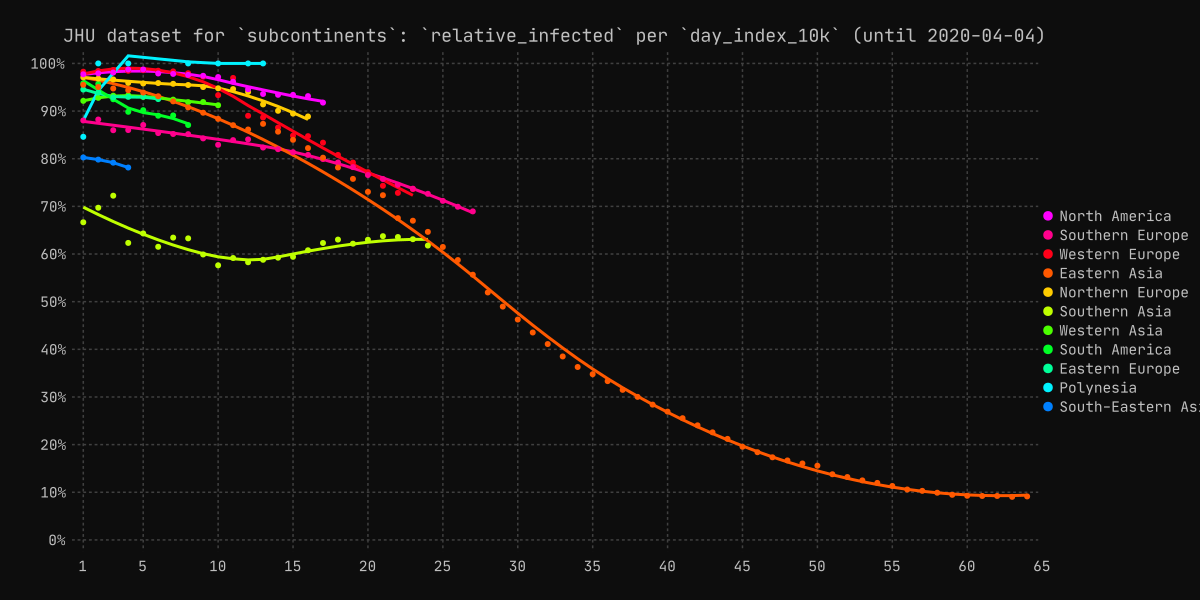 JHU dataset for `subcontinents`: `relative_infected` per `day_index_10k` (until 2020-04-04)
100%
90%
80%
70%
60%
50%
40%
30%
20%
10%
0%
1 5 10 15 20 25 30 35 40 45 50 55 60 65
North America
Southern Europe
Western Europe
Eastern Asia
Northern Europe
Southern Asia
Western Asia
South America
Eastern Europe
Polynesia
South-Eastern As